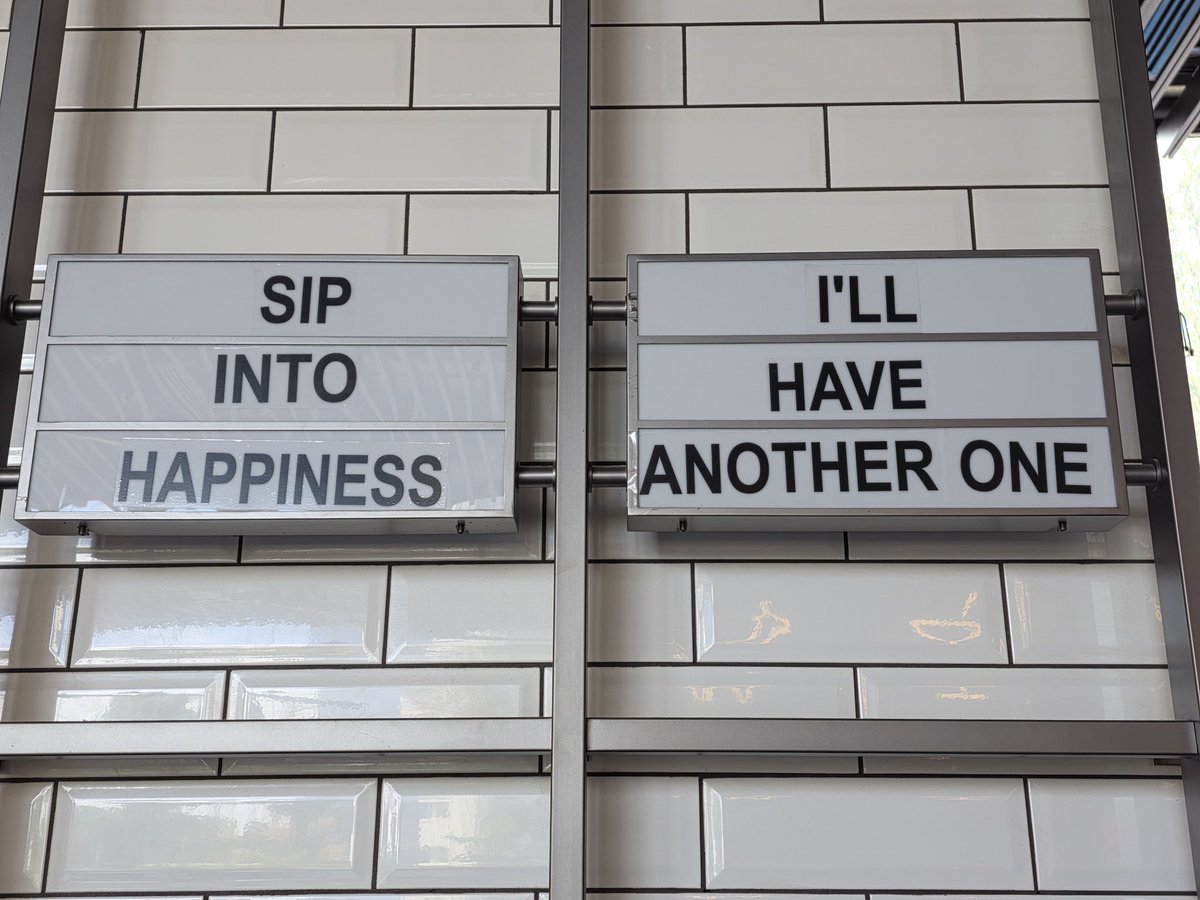 SIP
INTO
HAPPINESS
I'LL
HAVE
ANOTHER ONE